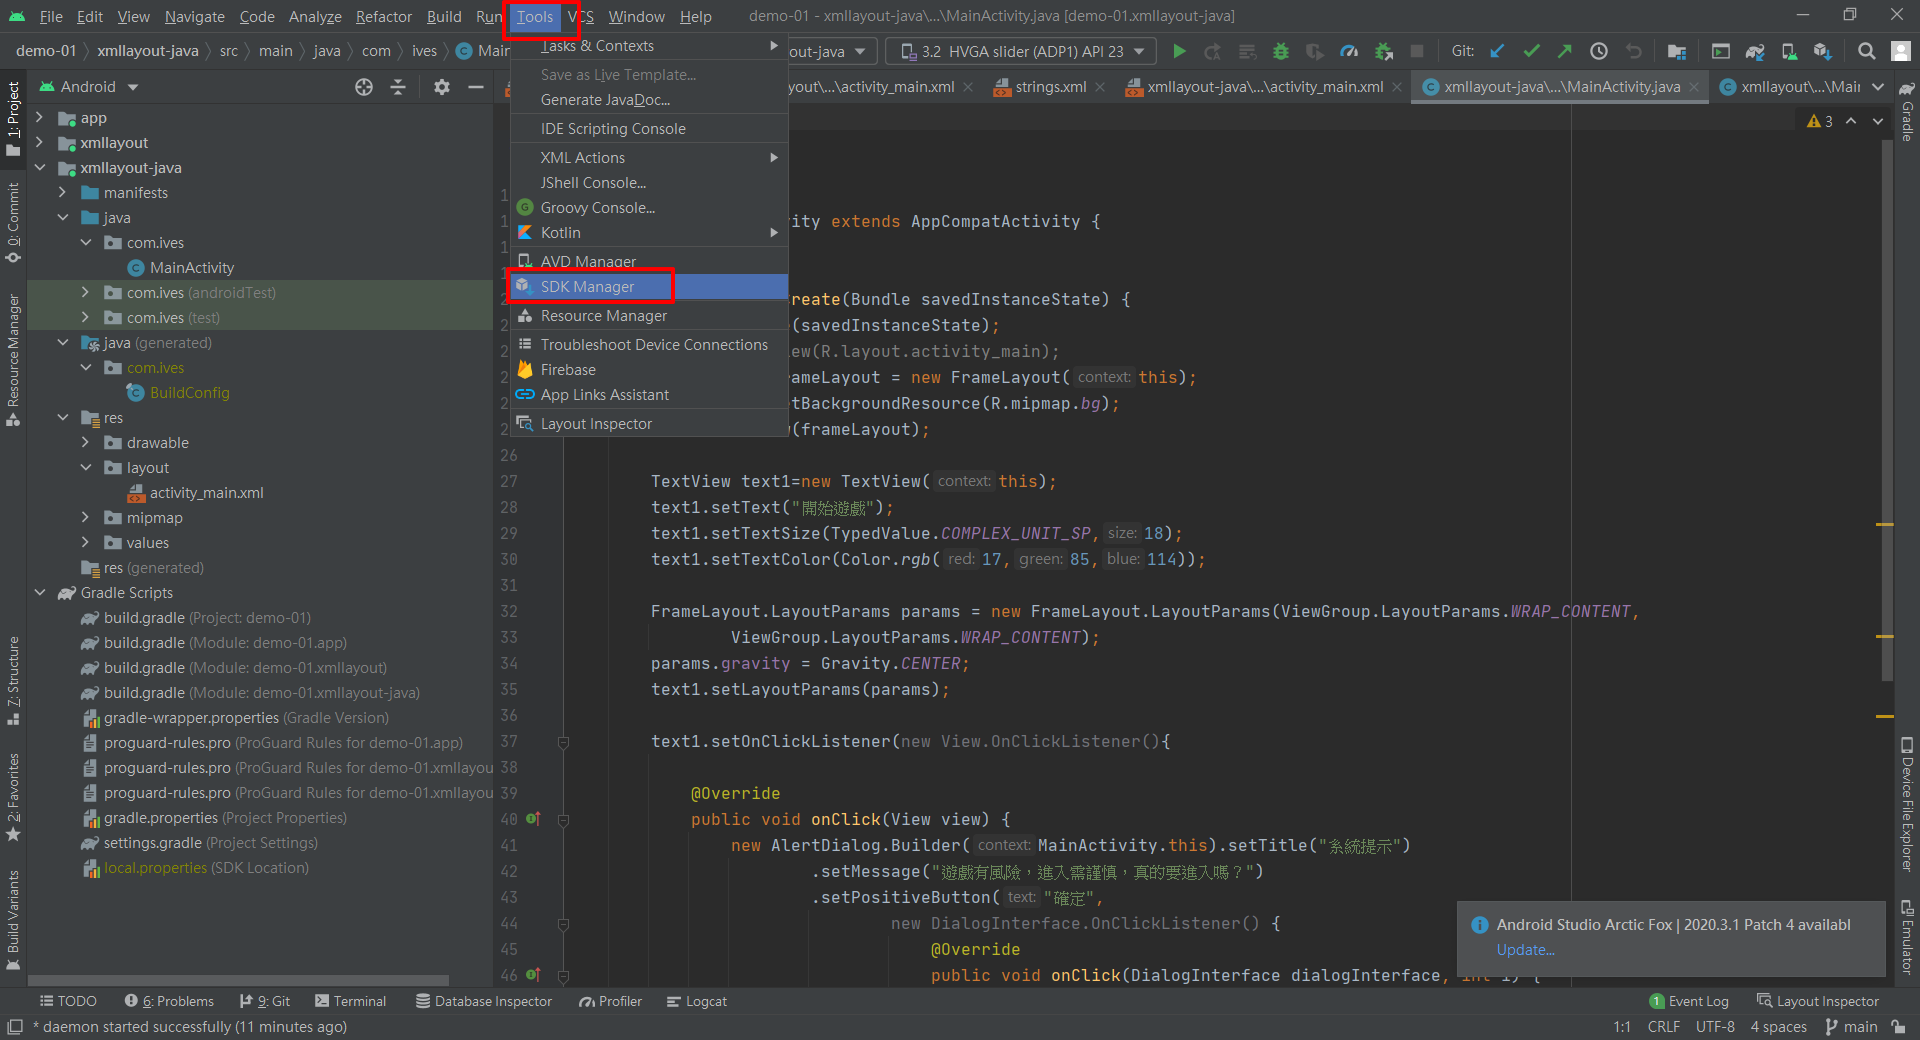 File Edit View Navigate Code Analyze Refactor Build Run Tools VCS Window Help demo-01 - xmllayout-java\...\MainActivity.java [demo-01.xmllayout-java]
demo-01 xmllayout-java src main java com ives Main out-java 3.2 HVGA slider (ADP1) API 23 Git:
Android
yout\...\activity_main.xml strings.xml xmllayout-java\...\activity_main.xml xmllayout-java\...\MainActivity.java xmllayout\...\Mai
Tasks & Contexts
Save as Live Template...
Generate JavaDoc...
IDE Scripting Console
XML Actions
JShell Console...
Groovy Console...
Kotlin
AVD Manager
SDK Manager
Resource Manager
Troubleshoot Device Connections
Firebase
App Links Assistant
Layout Inspector
1: Project
0: Commit
Resource Manager
7: Structure
2: Favorites
Build Variants
app
xmllayout
xmllayout-java
manifests
java
com.ives
MainActivity
com.ives (androidTest)
com.ives (test)
java (generated)
com.ives
BuildConfig
res
drawable
layout
activity_main.xml
mipmap
values
res (generated)
Gradle Scripts
build.gradle (Project: demo-01)
build.gradle (Module: demo-01.app)
build.gradle (Module: demo-01.xmllayout)
build.gradle (Module: demo-01.xmllayout-java)
gradle-wrapper.properties (Gradle Version)
proguard-rules.pro (ProGuard Rules for demo-01.app)
proguard-rules.pro (ProGuard Rules for demo-01.xmllayou
proguard-rules.pro (ProGuard Rules for demo-01.xmllayou
gradle.properties (Project Properties)
settings.gradle (Project Settings)
local.properties (SDK Location)
3
1
1 ity extends AppCompatActivity {
1
1
2 reate(Bundle savedInstanceState) {
2 (savedInstanceState);
2 ew(R.layout.activity_main);
2 rameLayout = new FrameLayout( context: this);
2 tBackgroundResource(R.mipmap.bg);
2 (frameLayout);
26
27 TextView text1=new TextView( context: this);
28 text1.setText("開始遊戲");
29 text1.setTextSize(TypedValue.COMPLEX_UNIT_SP, size: 18);
30 text1.setTextColor(Color.rgb( red: 17, green: 85, blue: 114));
31
32 FrameLayout.LayoutParams params = new FrameLayout.LayoutParams(ViewGroup.LayoutParams.WRAP_CONTENT,
33 ViewGroup.LayoutParams.WRAP_CONTENT);
34 params.gravity = Gravity.CENTER;
35 text1.setLayoutParams(params);
36
37 text1.setOnClickListener(new View.OnClickListener(){
38
39 @Override
40 public void onClick(View view) {
41 new AlertDialog.Builder( context: MainActivity.this).setTitle("系統提示")
42 .setMessage("遊戲有風險，進入需謹慎，真的要進入嗎？")
43 .setPositiveButton( text: "確定",
44 new DialogInterface.OnClickListener() {
45 @Override
46 public void onClick(DialogInterface dialogInterface, int i) {
Gradle
Device File Explorer
Emulator
Android Studio Arctic Fox | 2020.3.1 Patch 4 availabl
Update...
TODO 6: Problems 9: Git Terminal Database Inspector Profiler Logcat 1 Event Log Layout Inspector
* daemon started successfully (11 minutes ago) 1:1 CRLF UTF-8 4 spaces main